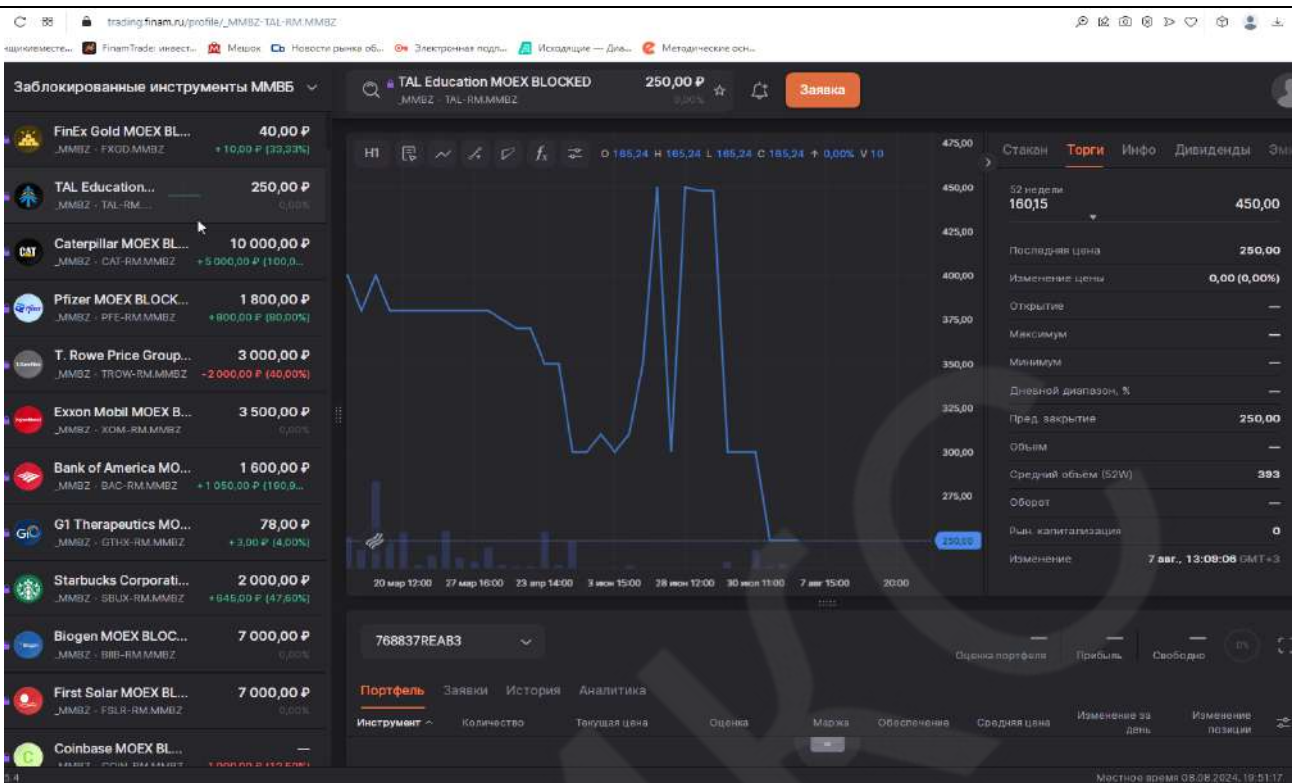 trading.finam.ru/profile/_MMBZ-TAL-RM.MMBZ
FinamTrade: инвест...
Мешок
Новости рынка об...
Электронная подп...
Исходящие — Диа...
Методические осн...
Заблокированные инструменты ММВБ
TAL Education MOEX BLOCKED
_MMBZ · TAL-RM.MMBZ
250,00 ₽
0,00%
Заявка
FinEx Gold MOEX BL...
40,00 ₽
_MMBZ · FXGD.MMBZ
+10,00 ₽ (33,33%)
TAL Education...
250,00 ₽
_MMBZ · TAL-RM....
0,00%
CAT
Caterpillar MOEX BL...
10 000,00 ₽
_MMBZ · CAT-RM.MMBZ
+5 000,00 ₽ (100,0...
Pfizer MOEX BLOCK...
1 800,00 ₽
_MMBZ · PFE-RM.MMBZ
+800,00 ₽ (80,00%)
T. Rowe Price Group...
3 000,00 ₽
_MMBZ · TROW-RM.MMBZ
-2 000,00 ₽ (40,00%)
Exxon Mobil MOEX B...
3 500,00 ₽
_MMBZ · XOM-RM.MMBZ
0,00%
Bank of America MO...
1 600,00 ₽
_MMBZ · BAC-RM.MMBZ
+1 050,00 ₽ (190,9...
G1 Therapeutics MO...
78,00 ₽
_MMBZ · GTHX-RM.MMBZ
+3,00 ₽ (4,00%)
Starbucks Corporati...
2 000,00 ₽
_MMBZ · SBUX-RM.MMBZ
+645,00 ₽ (47,60%)
Biogen MOEX BLOC...
7 000,00 ₽
_MMBZ · BIIB-RM.MMBZ
0,00%
First Solar MOEX BL...
7 000,00 ₽
_MMBZ · FSLR-RM.MMBZ
0,00%
C
Coinbase MOEX BL...
—
H1
O 165,24 H 165,24 L 165,24 C 165,24 + 0,00% V 10
475,00
450,00
425,00
400,00
375,00
350,00
325,00
300,00
275,00
250,00
20 мар 12:00 27 мар 16:00 23 апр 14:00 3 июн 15:00 28 июн 12:00 30 июл 11:00 7 авг 15:00 20:00
Стакан Торги Инфо Дивиденды
52 недели
160,15 450,00
Последняя цена 250,00
Изменение цены 0,00 (0,00%)
Открытие —
Максимум —
Минимум —
Дневной диапазон, % —
Пред. закрытие 250,00
Объем —
Средний объём (52W) 393
Оборот —
Рын. капитализация 0
Изменение 7 авг., 13:09:06 GMT+3
768837REAB3
Оценка портфеля Прибыль Свободно
0%
Портфель Заявки История Аналитика
Инструмент Количество Текущая цена Оценка Маржа Обеспечение Средняя цена Изменение за день Изменение позиции
Местное время 08.08.2024, 19:51:17